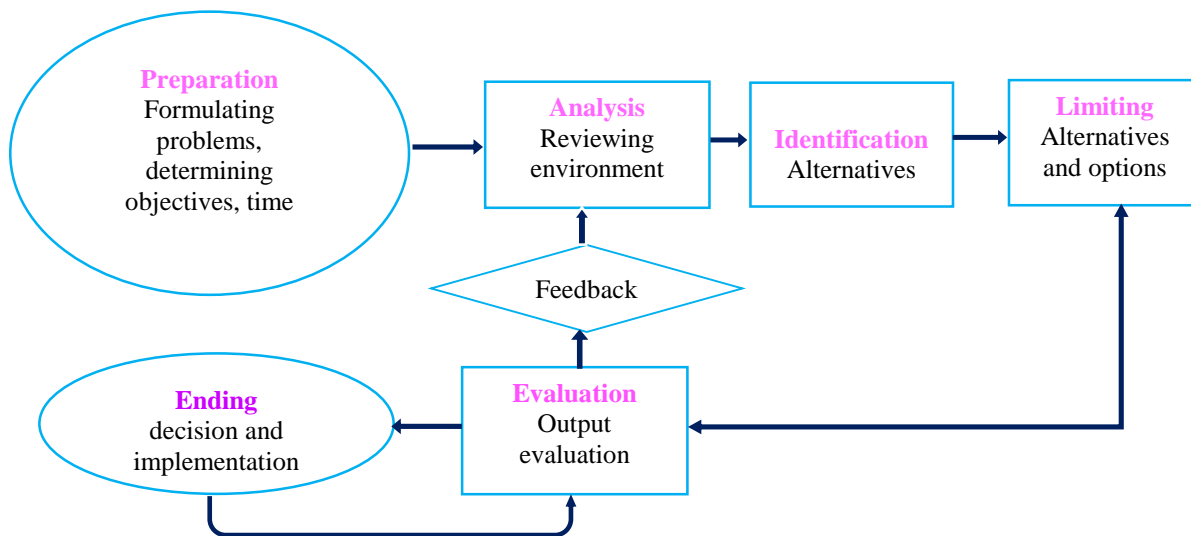 Preparation
Formulating
problems,
determining
objectives, time
Analysis
Reviewing
environment
Identification
Alternatives
Limiting
Alternatives
and options
Feedback
Evaluation
Output
evaluation
Ending
decision and
implementation